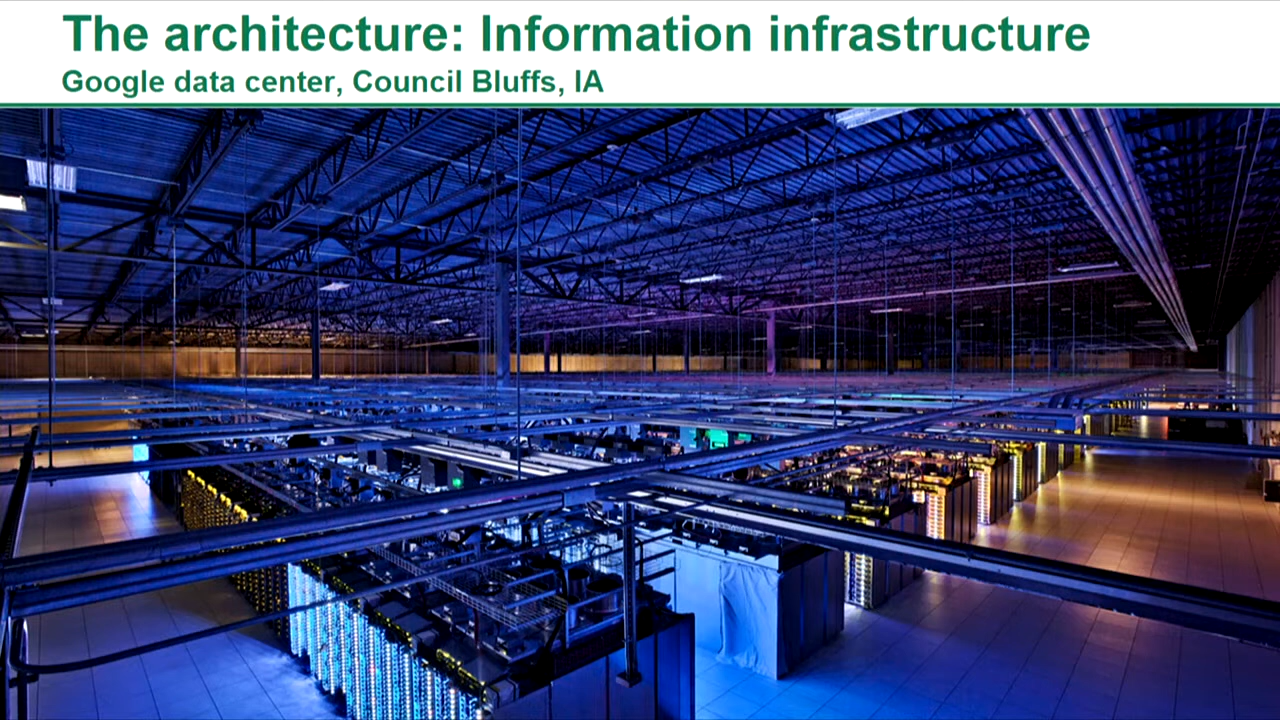 The architecture: Information infrastructure
Google data center, Council Bluffs, IA